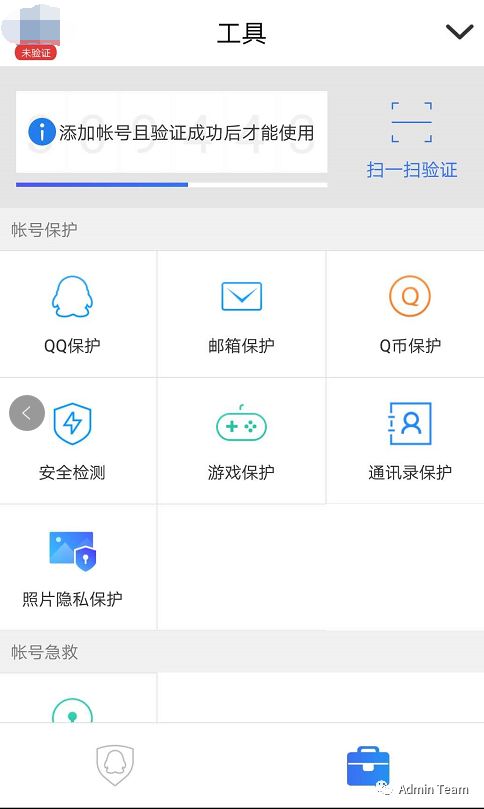 工具
未验证
添加帐号且验证成功后才能使用
扫一扫验证
帐号保护
QQ保护
邮箱保护
Q币保护
安全检测
游戏保护
通讯录保护
照片隐私保护
帐号急救
Admin Team